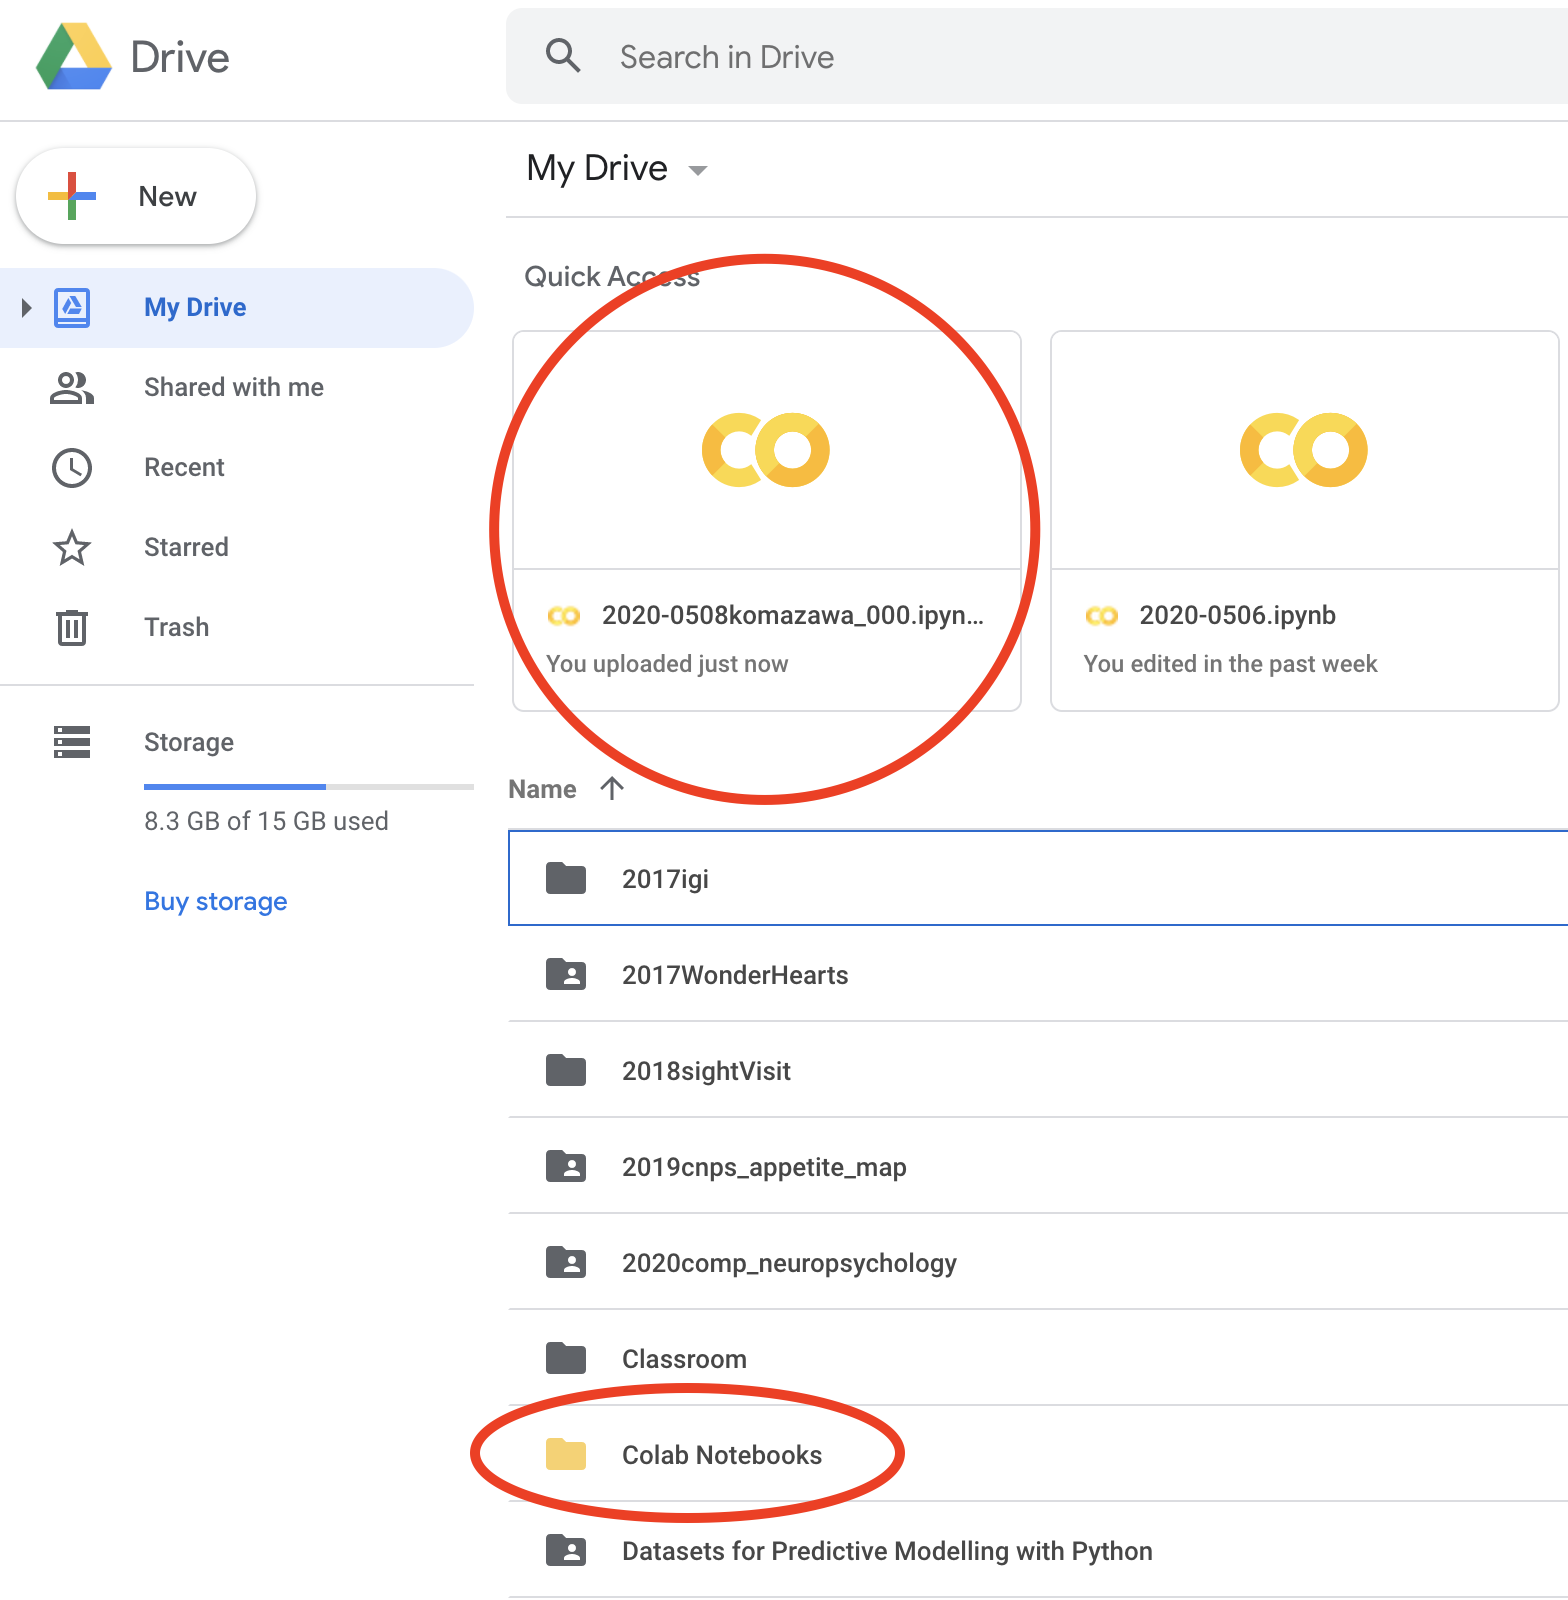 Drive
Search in Drive
New
My Drive
Shared with me
Recent
Starred
Trash
Storage
8.3 GB of 15 GB used
Buy storage
My Drive
Quick Access
2020-0508komazawa_000.ipyn...
You uploaded just now
2020-0506.ipynb
You edited in the past week
Name
2017igi
2017WonderHearts
2018sightVisit
2019cnps_appetite_map
2020comp_neuropsychology
Classroom
Colab Notebooks
Datasets for Predictive Modelling with Python